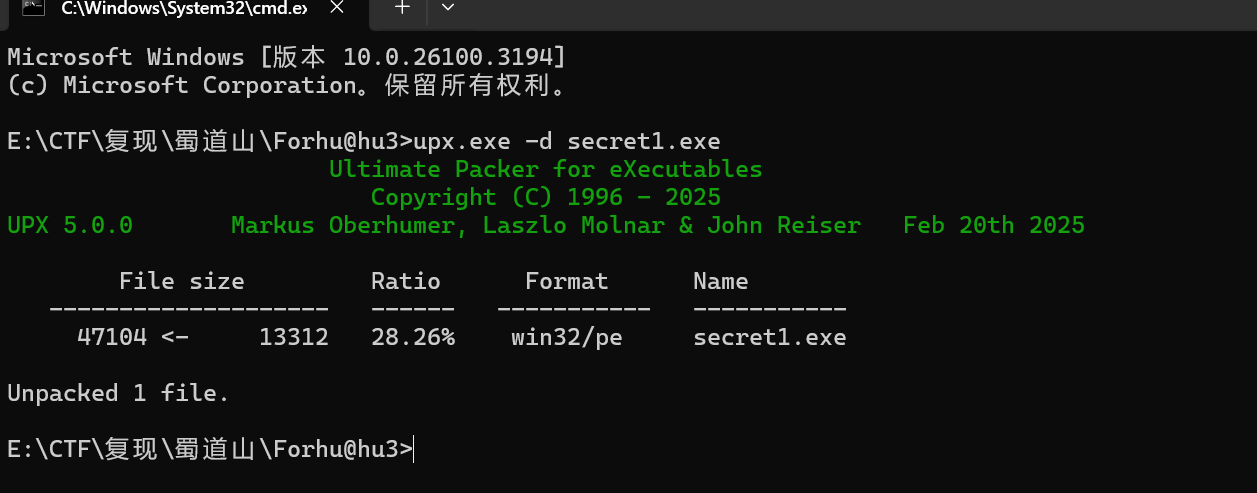 C:\Windows\System32\cmd.ex
Microsoft Windows [版本 10.0.26100.3194]
(c) Microsoft Corporation。保留所有权利。
E:\CTF\复现\蜀道山\Forhu@hu3>upx.exe -d secret1.exe
Ultimate Packer for eXecutables
Copyright (C) 1996 - 2025
UPX 5.0.0 Markus Oberhumer, Laszlo Molnar & John Reiser Feb 20th 2025
File size Ratio Format Name
-------------------- ------ ----------- -----------
47104 <- 13312 28.26% win32/pe secret1.exe
Unpacked 1 file.
E:\CTF\复现\蜀道山\Forhu@hu3>